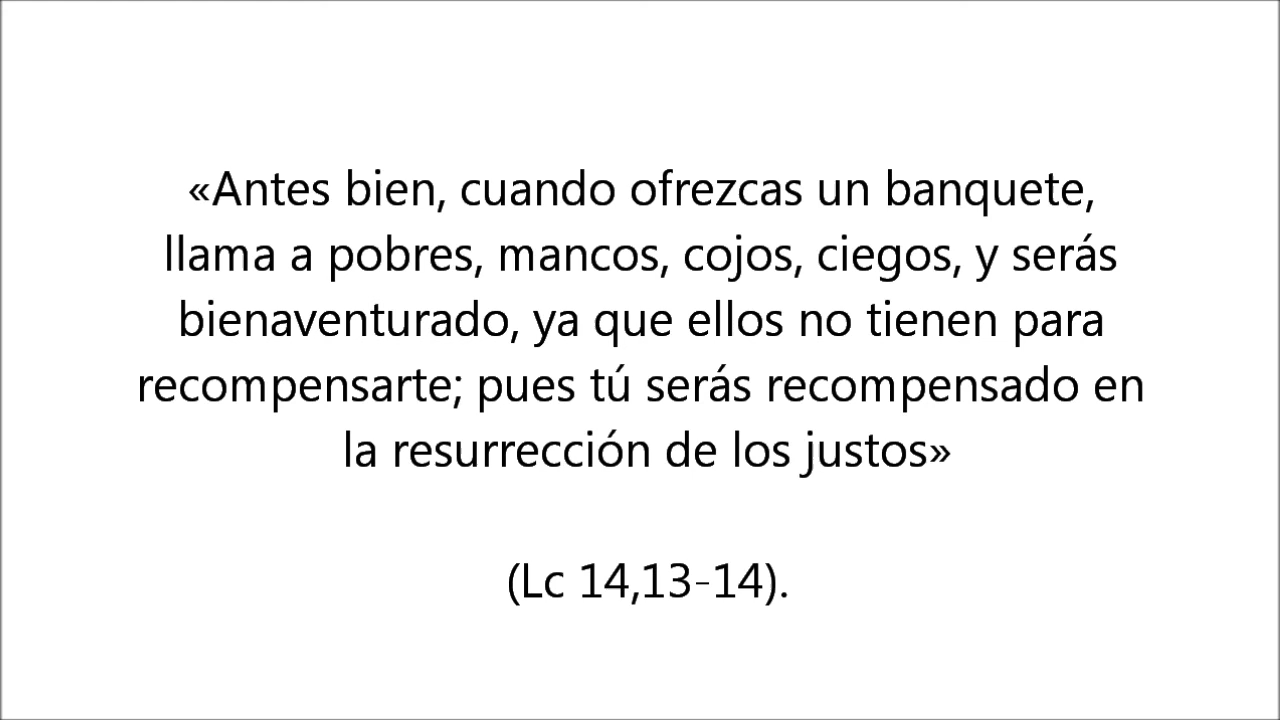 «Antes bien, cuando ofrezcas un banquete,
llama a pobres, mancos, cojos, ciegos, y serás
bienaventurado, ya que ellos no tienen para
recompensarte; pues tú serás recompensado en
la resurrección de los justos»
(Lc 14,13-14).